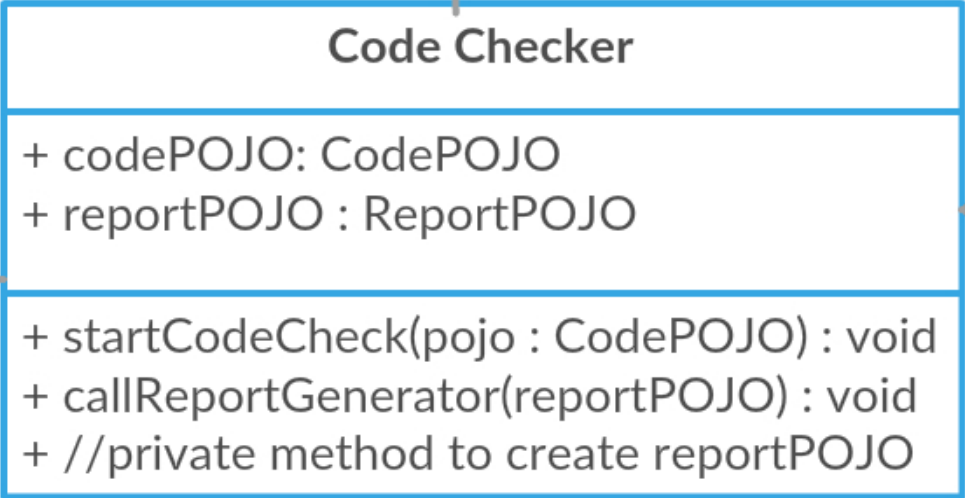 Code Checker
+ codePOJO: CodePOJO
+ reportPOJO : ReportPOJO
+ startCodeCheck(pojo : CodePOJO) : void
+ callReportGenerator(reportPOJO) : void
+ //private method to create reportPOJO